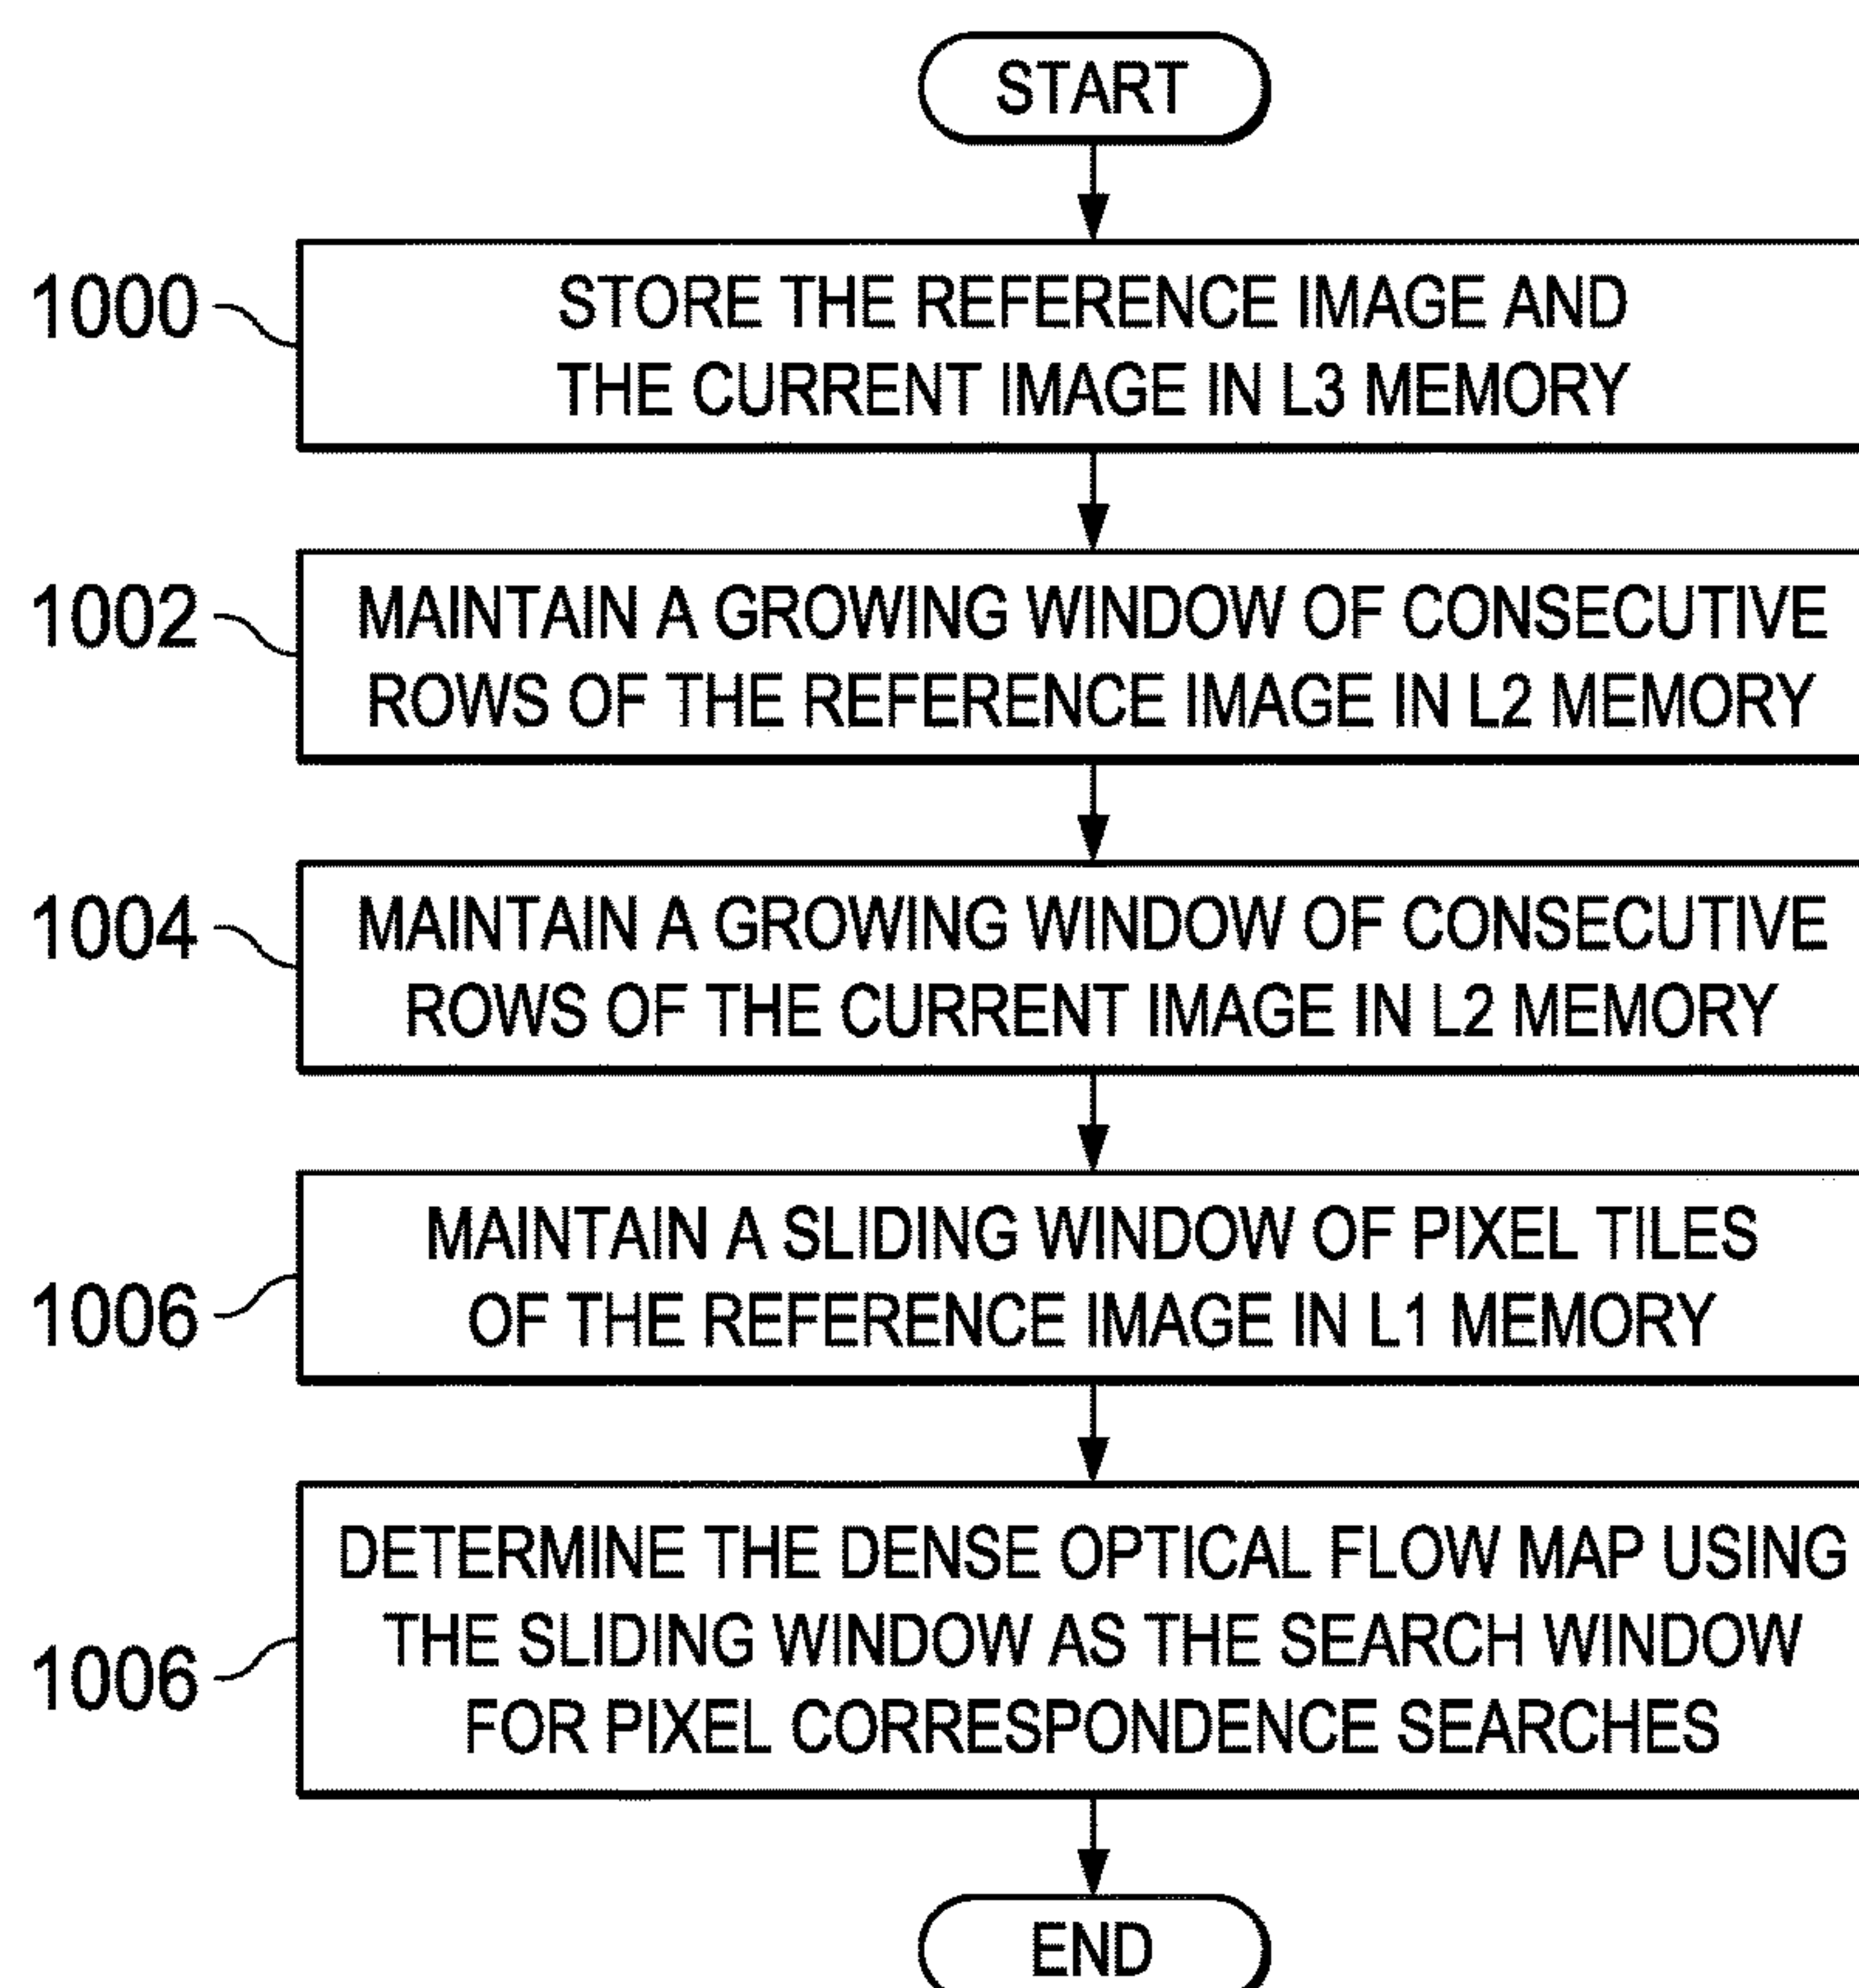 START
1000
STORE THE REFERENCE IMAGE AND
THE CURRENT IMAGE IN L3 MEMORY
1002
MAINTAIN A GROWING WINDOW OF CONSECUTIVE
ROWS OF THE REFERENCE IMAGE IN L2 MEMORY
1004
MAINTAIN A GROWING WINDOW OF CONSECUTIVE
ROWS OF THE CURRENT IMAGE IN L2 MEMORY
1006
MAINTAIN A SLIDING WINDOW OF PIXEL TILES
OF THE REFERENCE IMAGE IN L1 MEMORY
1006
DETERMINE THE DENSE OPTICAL FLOW MAP USING
THE SLIDING WINDOW AS THE SEARCH WINDOW
FOR PIXEL CORRESPONDENCE SEARCHES
END